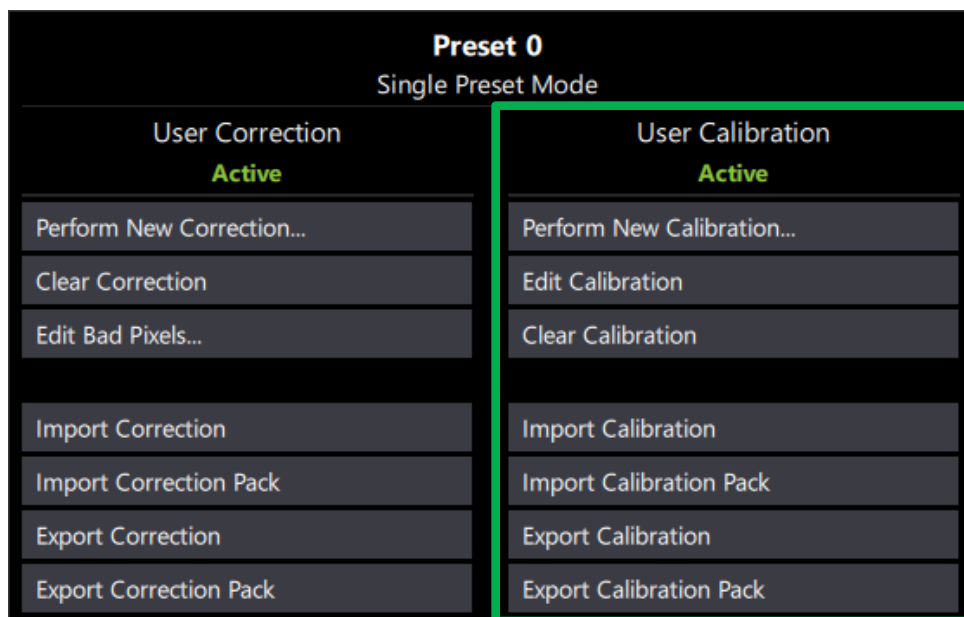 Preset 0
Single Preset Mode
User Correction
Active
Perform New Correction...
Clear Correction
Edit Bad Pixels...
Import Correction
Import Correction Pack
Export Correction
Export Correction Pack
User Calibration
Active
Perform New Calibration...
Edit Calibration
Clear Calibration
Import Calibration
Import Calibration Pack
Export Calibration
Export Calibration Pack